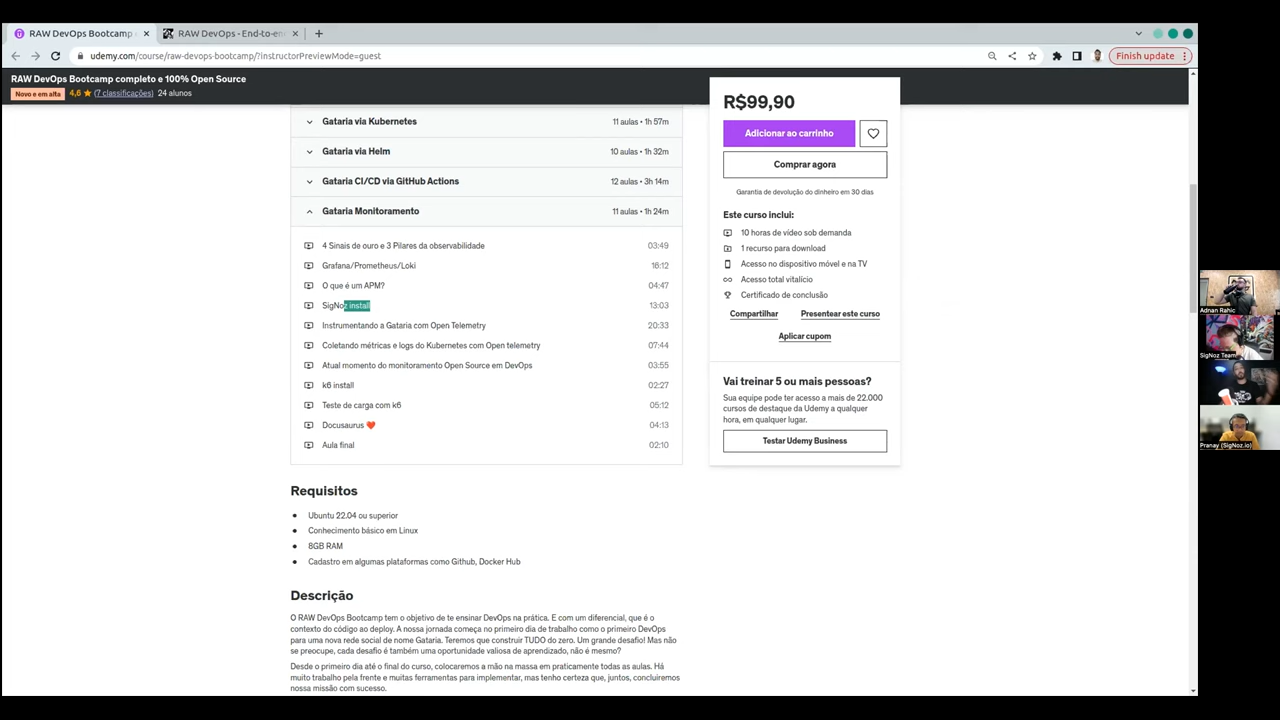 RAW DevOps Bootcamp
RAW DevOps - End-to-en
udemy.com/course/raw-devops-bootcamp/?instructorPreviewMode=guest
Finish update
RAW DevOps Bootcamp completo e 100% Open Source
Novo e em alta 4,6 ★ (7 classificações) 24 alunos
Gataria via Kubernetes 11 aulas • 1h 57m
Gataria via Helm 10 aulas • 1h 32m
Gataria CI/CD via GitHub Actions 12 aulas • 3h 14m
Gataria Monitoramento 11 aulas • 1h 24m
4 Sinais de ouro e 3 Pilares da observabilidade 03:49
Grafana/Prometheus/Loki 16:12
O que é um APM? 04:47
SigNoz install 13:03
Instrumentando a Gataria com Open Telemetry 20:33
Coletando métricas e logs do Kubernetes com Open telemetry 07:44
Atual momento do monitoramento Open Source em DevOps 03:55
k6 install 02:27
Teste de carga com k6 05:12
Docusaurus ❤️ 04:13
Aula final 02:10
Requisitos
• Ubuntu 22.04 ou superior
• Conhecimento básico em Linux
• 8GB RAM
• Cadastro em algumas plataformas como Github, Docker Hub
Descrição
O RAW DevOps Bootcamp tem o objetivo de te ensinar DevOps na prática. E com um diferencial, que é o
contexto do código ao deploy. A nossa jornada começa no primeiro dia de trabalho como o primeiro DevOps
para uma nova rede social de nome Gataria. Teremos que construir TUDO do zero. Um grande desafio! Mas não
se preocupe, cada desafio é também uma oportunidade valiosa de aprendizado, não é mesmo?
Desde o primeiro dia até o final do curso, colocaremos a mão na massa em praticamente todas as aulas. Há
muito trabalho pela frente e muitas ferramentas para implementar, mas tenho certeza que, juntos, concluiremos
nossa missão com sucesso.
R$99,90
Adicionar ao carrinho
Comprar agora
Garantia de devolução do dinheiro em 30 dias
Este curso inclui:
10 horas de vídeo sob demanda
1 recurso para download
Acesso no dispositivo móvel e na TV
Acesso total vitalício
Certificado de conclusão
Compartilhar Presentear este curso
Aplicar cupom
Vai treinar 5 ou mais pessoas?
Sua equipe pode ter acesso a mais de 22.000
cursos de destaque da Udemy a qualquer
hora, em qualquer lugar.
Testar Udemy Business
Adnan Rahic
SigNoz Team
Pranay (SigNoz.io)